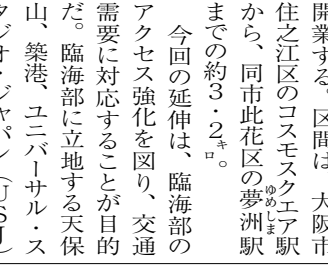 開業する。区間は、大阪市
住之江区のコスモスクエア駅
から、同市此花区の夢洲駅
までの約3・2㌔。
今回の延伸は、臨海部の
アクセス強化を図り、交通
需要に対応することが目的
だ。臨海部に立地する天保
山、築港、ユニバーサル・ス
タジオ・ジャパン（USJ）